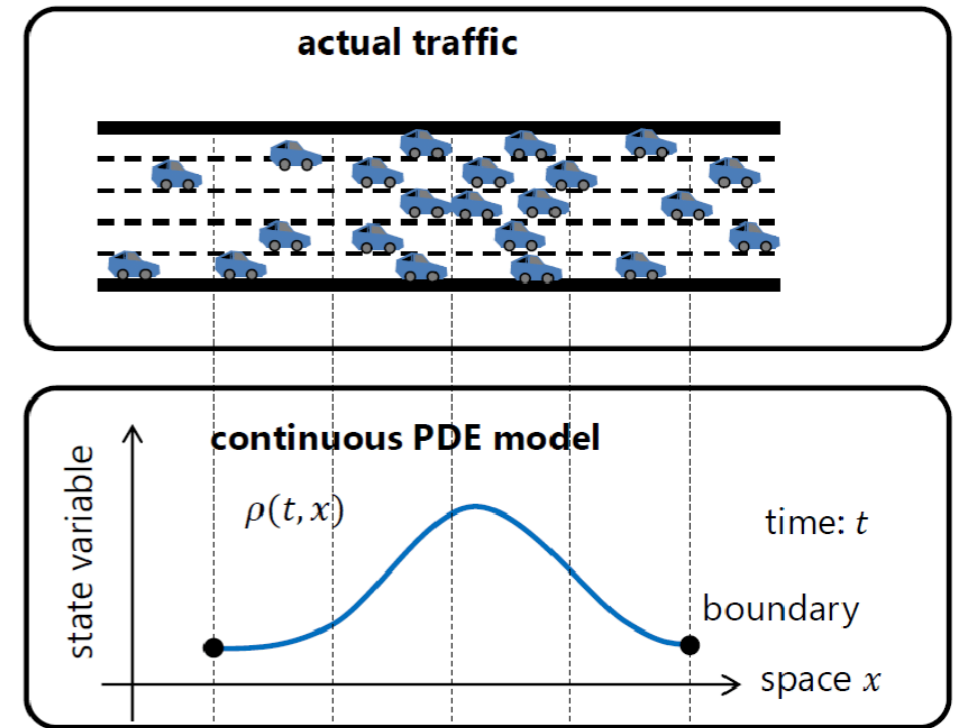 actual traffic
continuous PDE model
state variable
ρ(t, x)
time: t
boundary
space x